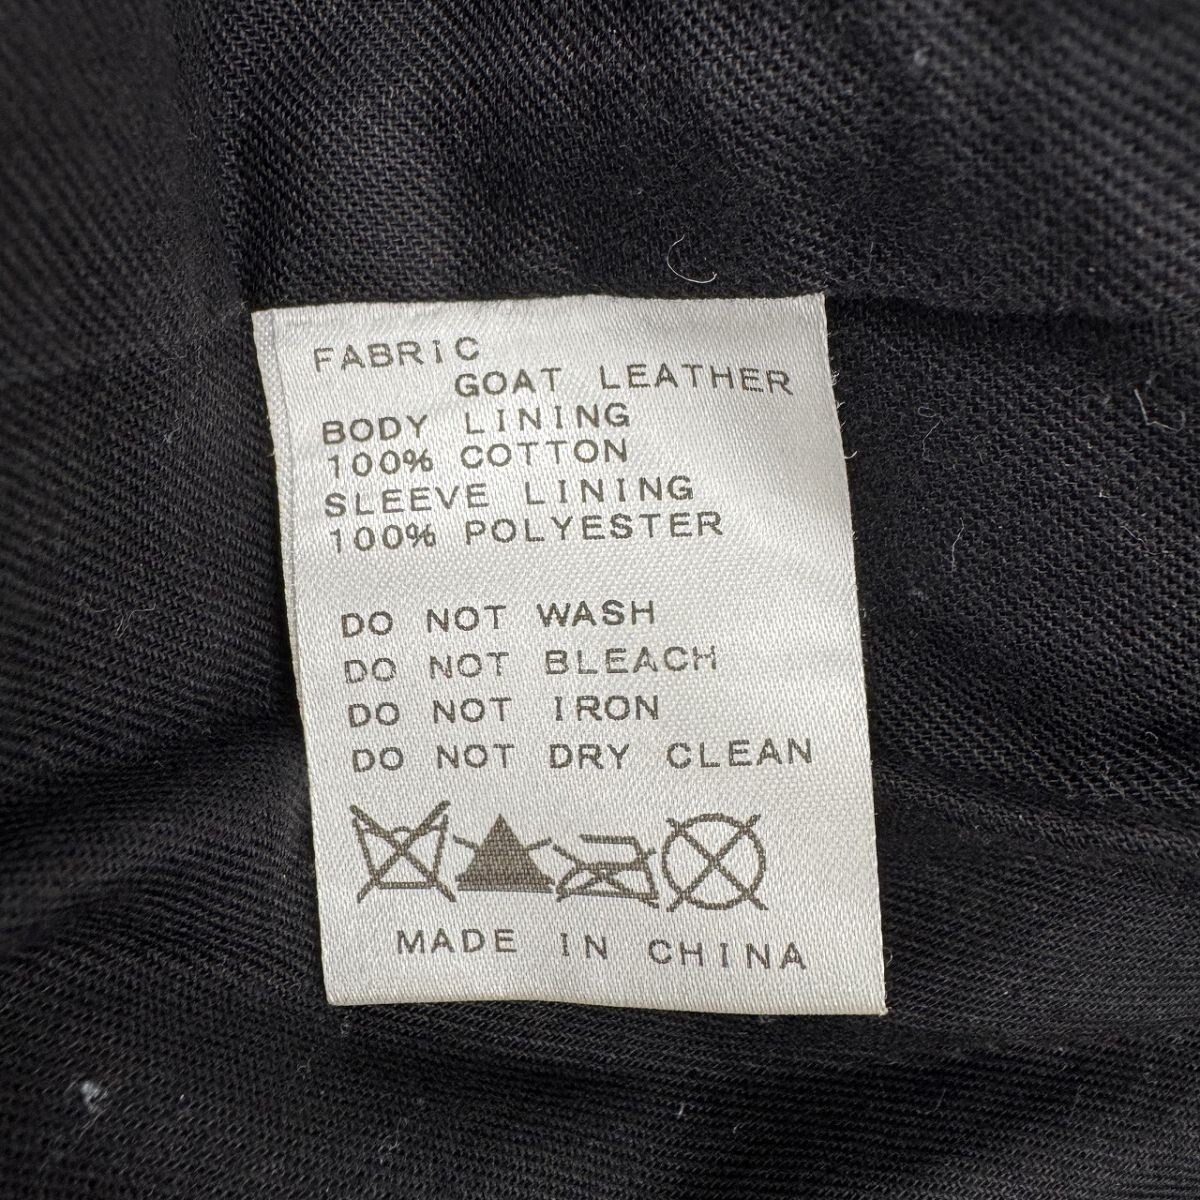 FABRIC
GOAT LEATHER
BODY LINING
100% COTTON
SLEEVE LINING
100% POLYESTER
DO NOT WASH
DO NOT BLEACH
DO NOT IRON
DO NOT DRY CLEAN
MADE IN CHINA